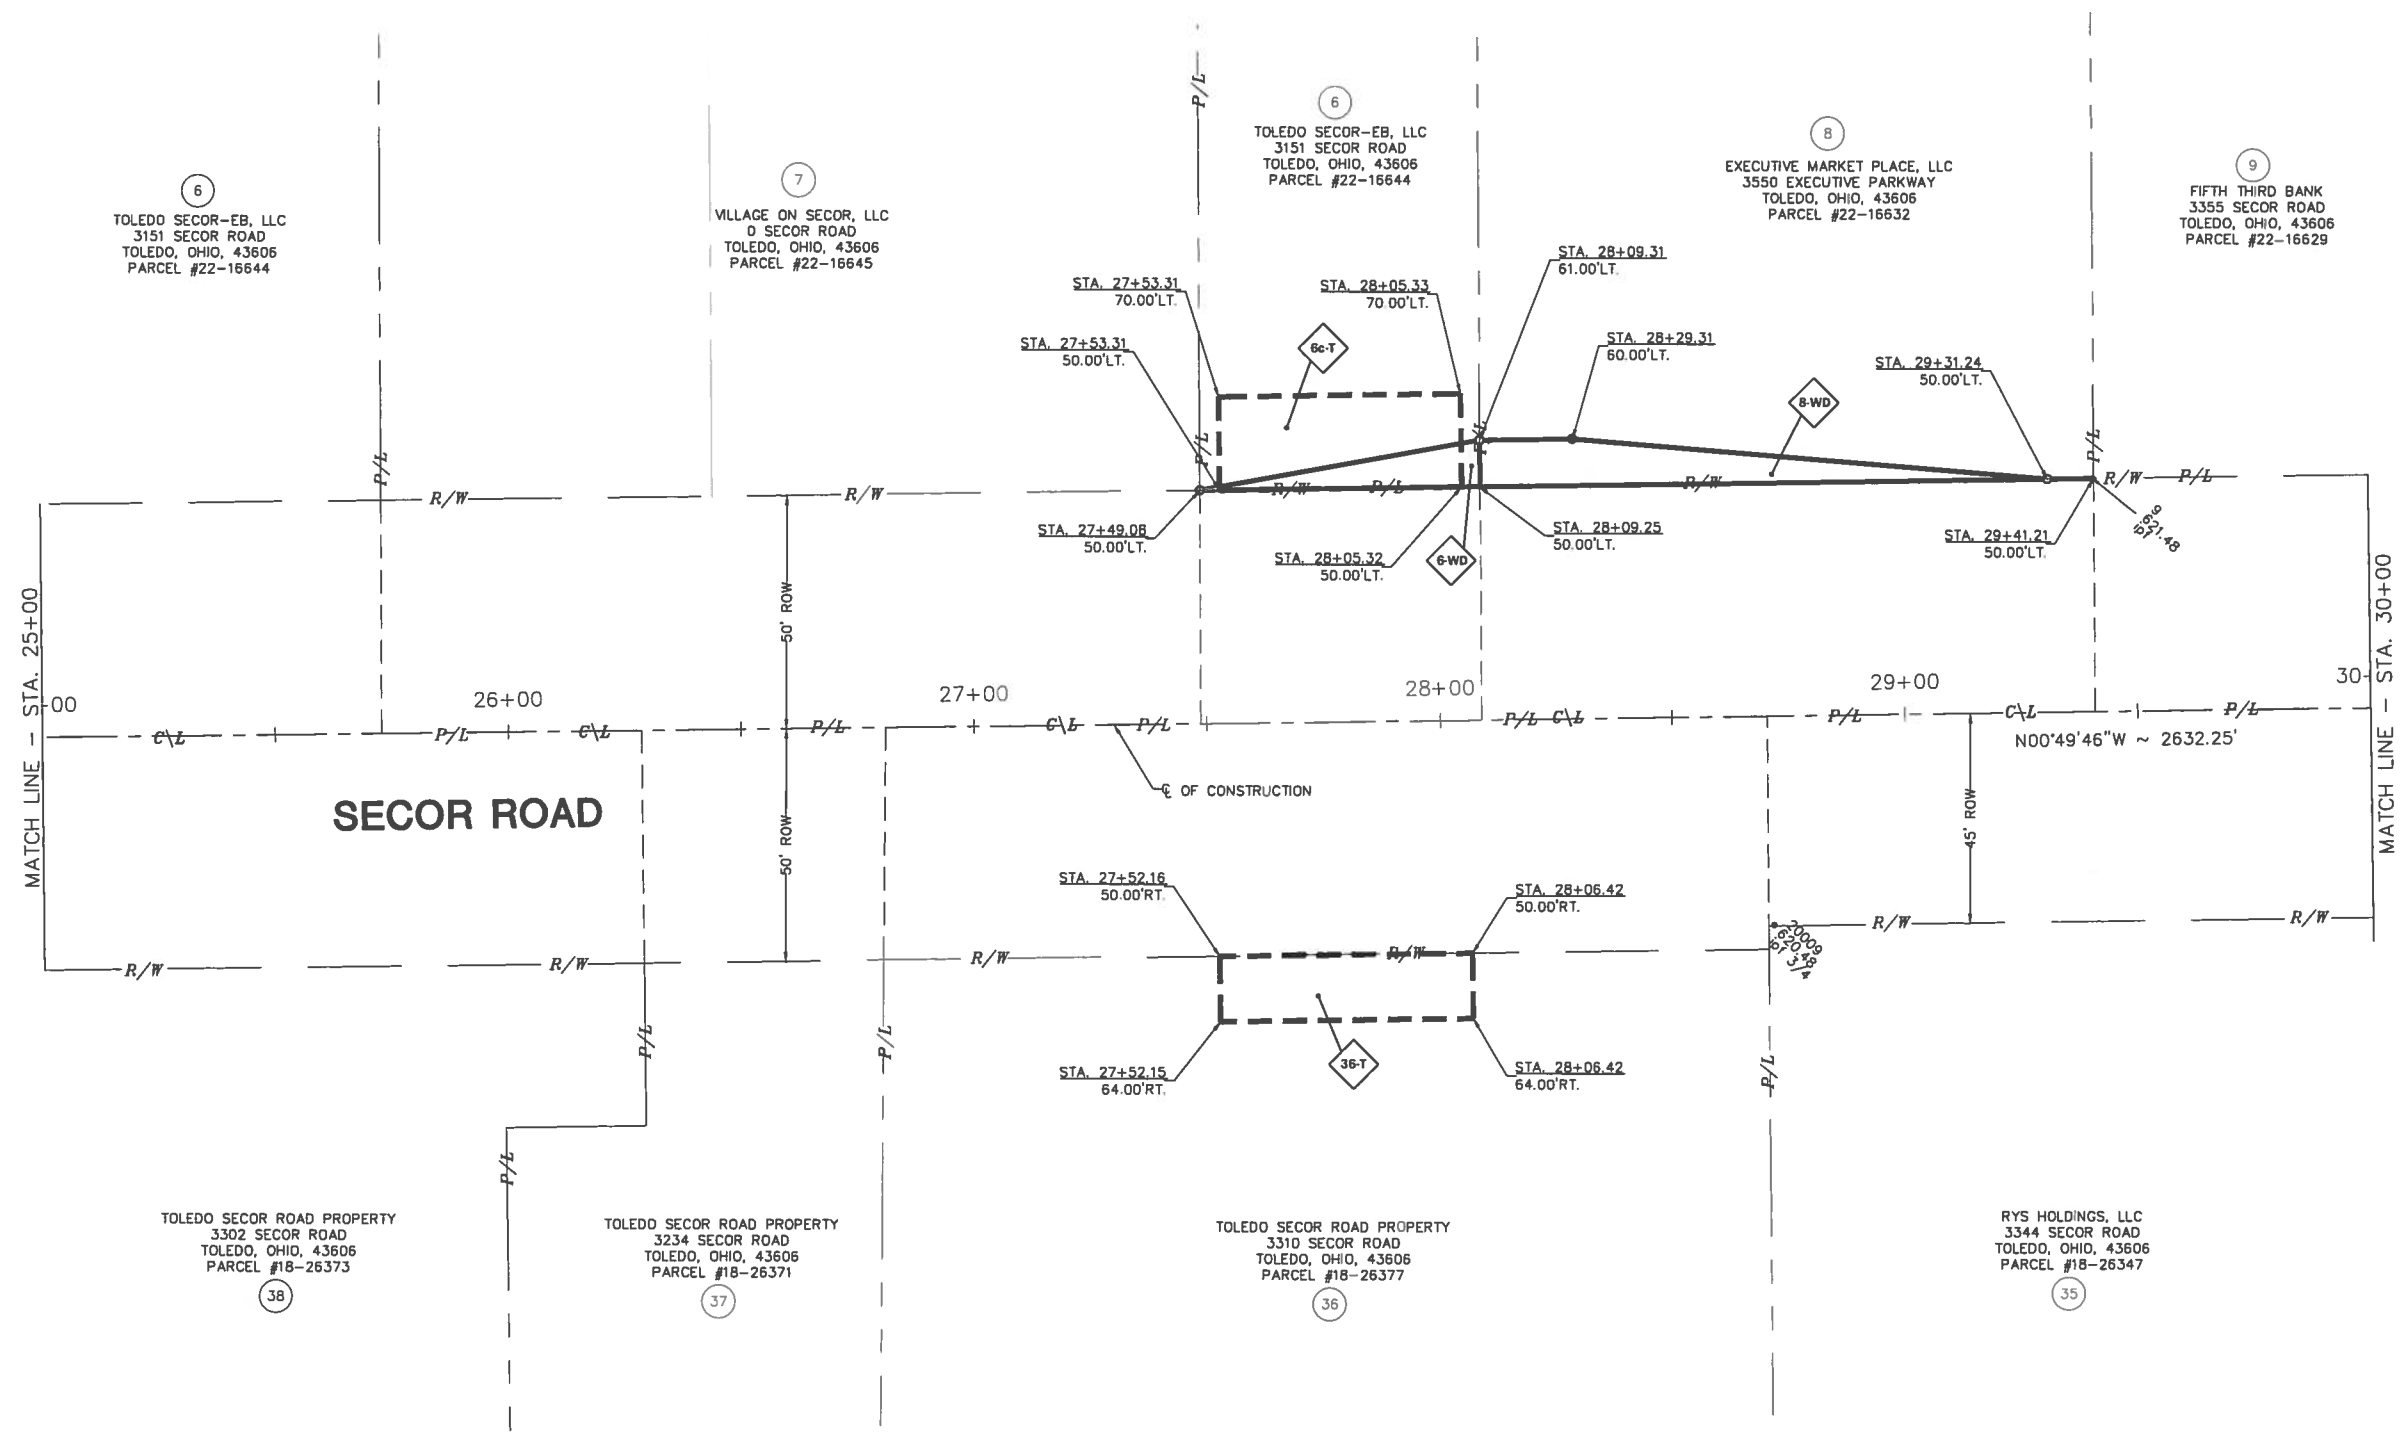 6
TOLEDO SECOR-EB, LLC
3151 SECOR ROAD
TOLEDO, OHIO, 43606
PARCEL #22-16644
7
VILLAGE ON SECOR, LLC
0 SECOR ROAD
TOLEDO, OHIO, 43606
PARCEL #22-16645
6
TOLEDO SECOR-EB, LLC
3151 SECOR ROAD
TOLEDO, OHIO, 43606
PARCEL #22-16644
8
EXECUTIVE MARKET PLACE, LLC
3550 EXECUTIVE PARKWAY
TOLEDO, OHIO, 43606
PARCEL #22-16632
9
FIFTH THIRD BANK
3355 SECOR ROAD
TOLEDO, OHIO, 43606
PARCEL #22-16629
P/L
STA. 27+53.31
70.00'LT.
STA. 28+05.33
70.00'LT.
STA. 28+09.31
61.00'LT.
STA. 27+53.31
50.00'LT.
6c-T
STA. 28+29.31
60.00'LT.
STA. 29+31.24
50.00'LT.
8-WD
P/L
P/L
P/L
P/L
R/W
R/W
R/W
P/L
R/W
R/W
P/L
STA. 27+49.08
50.00'LT.
STA. 28+05.32
50.00'LT.
6-WD
STA. 28+09.25
50.00'LT.
STA. 29+41.21
50.00'LT.
9
621.48
ipf
MATCH LINE - STA. 25+00
50' ROW
MATCH LINE - STA. 30+00
+00
26+00
27+00
28+00
29+00
30-
C\L
P/L
C\L
P/L
C\L
P/L
P/L
C\L
P/L
C\L
P/L
N00°49'46"W ~ 2632.25'
℄ OF CONSTRUCTION
SECOR ROAD
50' ROW
45' ROW
STA. 27+52.16
50.00'RT.
STA. 28+06.42
50.00'RT.
R/W
R/W
R/W
R/W
R/W
R/W
20009
620.48
ipf 3/4
P/L
P/L
P/L
P/L
STA. 27+52.15
64.00'RT.
36-T
STA. 28+06.42
64.00'RT.
TOLEDO SECOR ROAD PROPERTY
3302 SECOR ROAD
TOLEDO, OHIO, 43606
PARCEL #18-26373
38
TOLEDO SECOR ROAD PROPERTY
3234 SECOR ROAD
TOLEDO, OHIO, 43606
PARCEL #18-26371
37
TOLEDO SECOR ROAD PROPERTY
3310 SECOR ROAD
TOLEDO, OHIO, 43606
PARCEL #18-26377
36
RYS HOLDINGS, LLC
3344 SECOR ROAD
TOLEDO, OHIO, 43606
PARCEL #18-26347
35